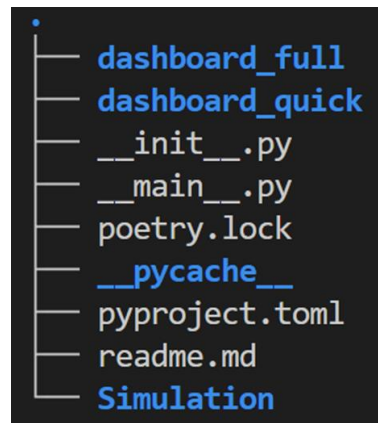 .
├── dashboard_full
├── dashboard_quick
├── __init__.py
├── __main__.py
├── poetry.lock
├── __pycache__
├── pyproject.toml
├── readme.md
└── Simulation